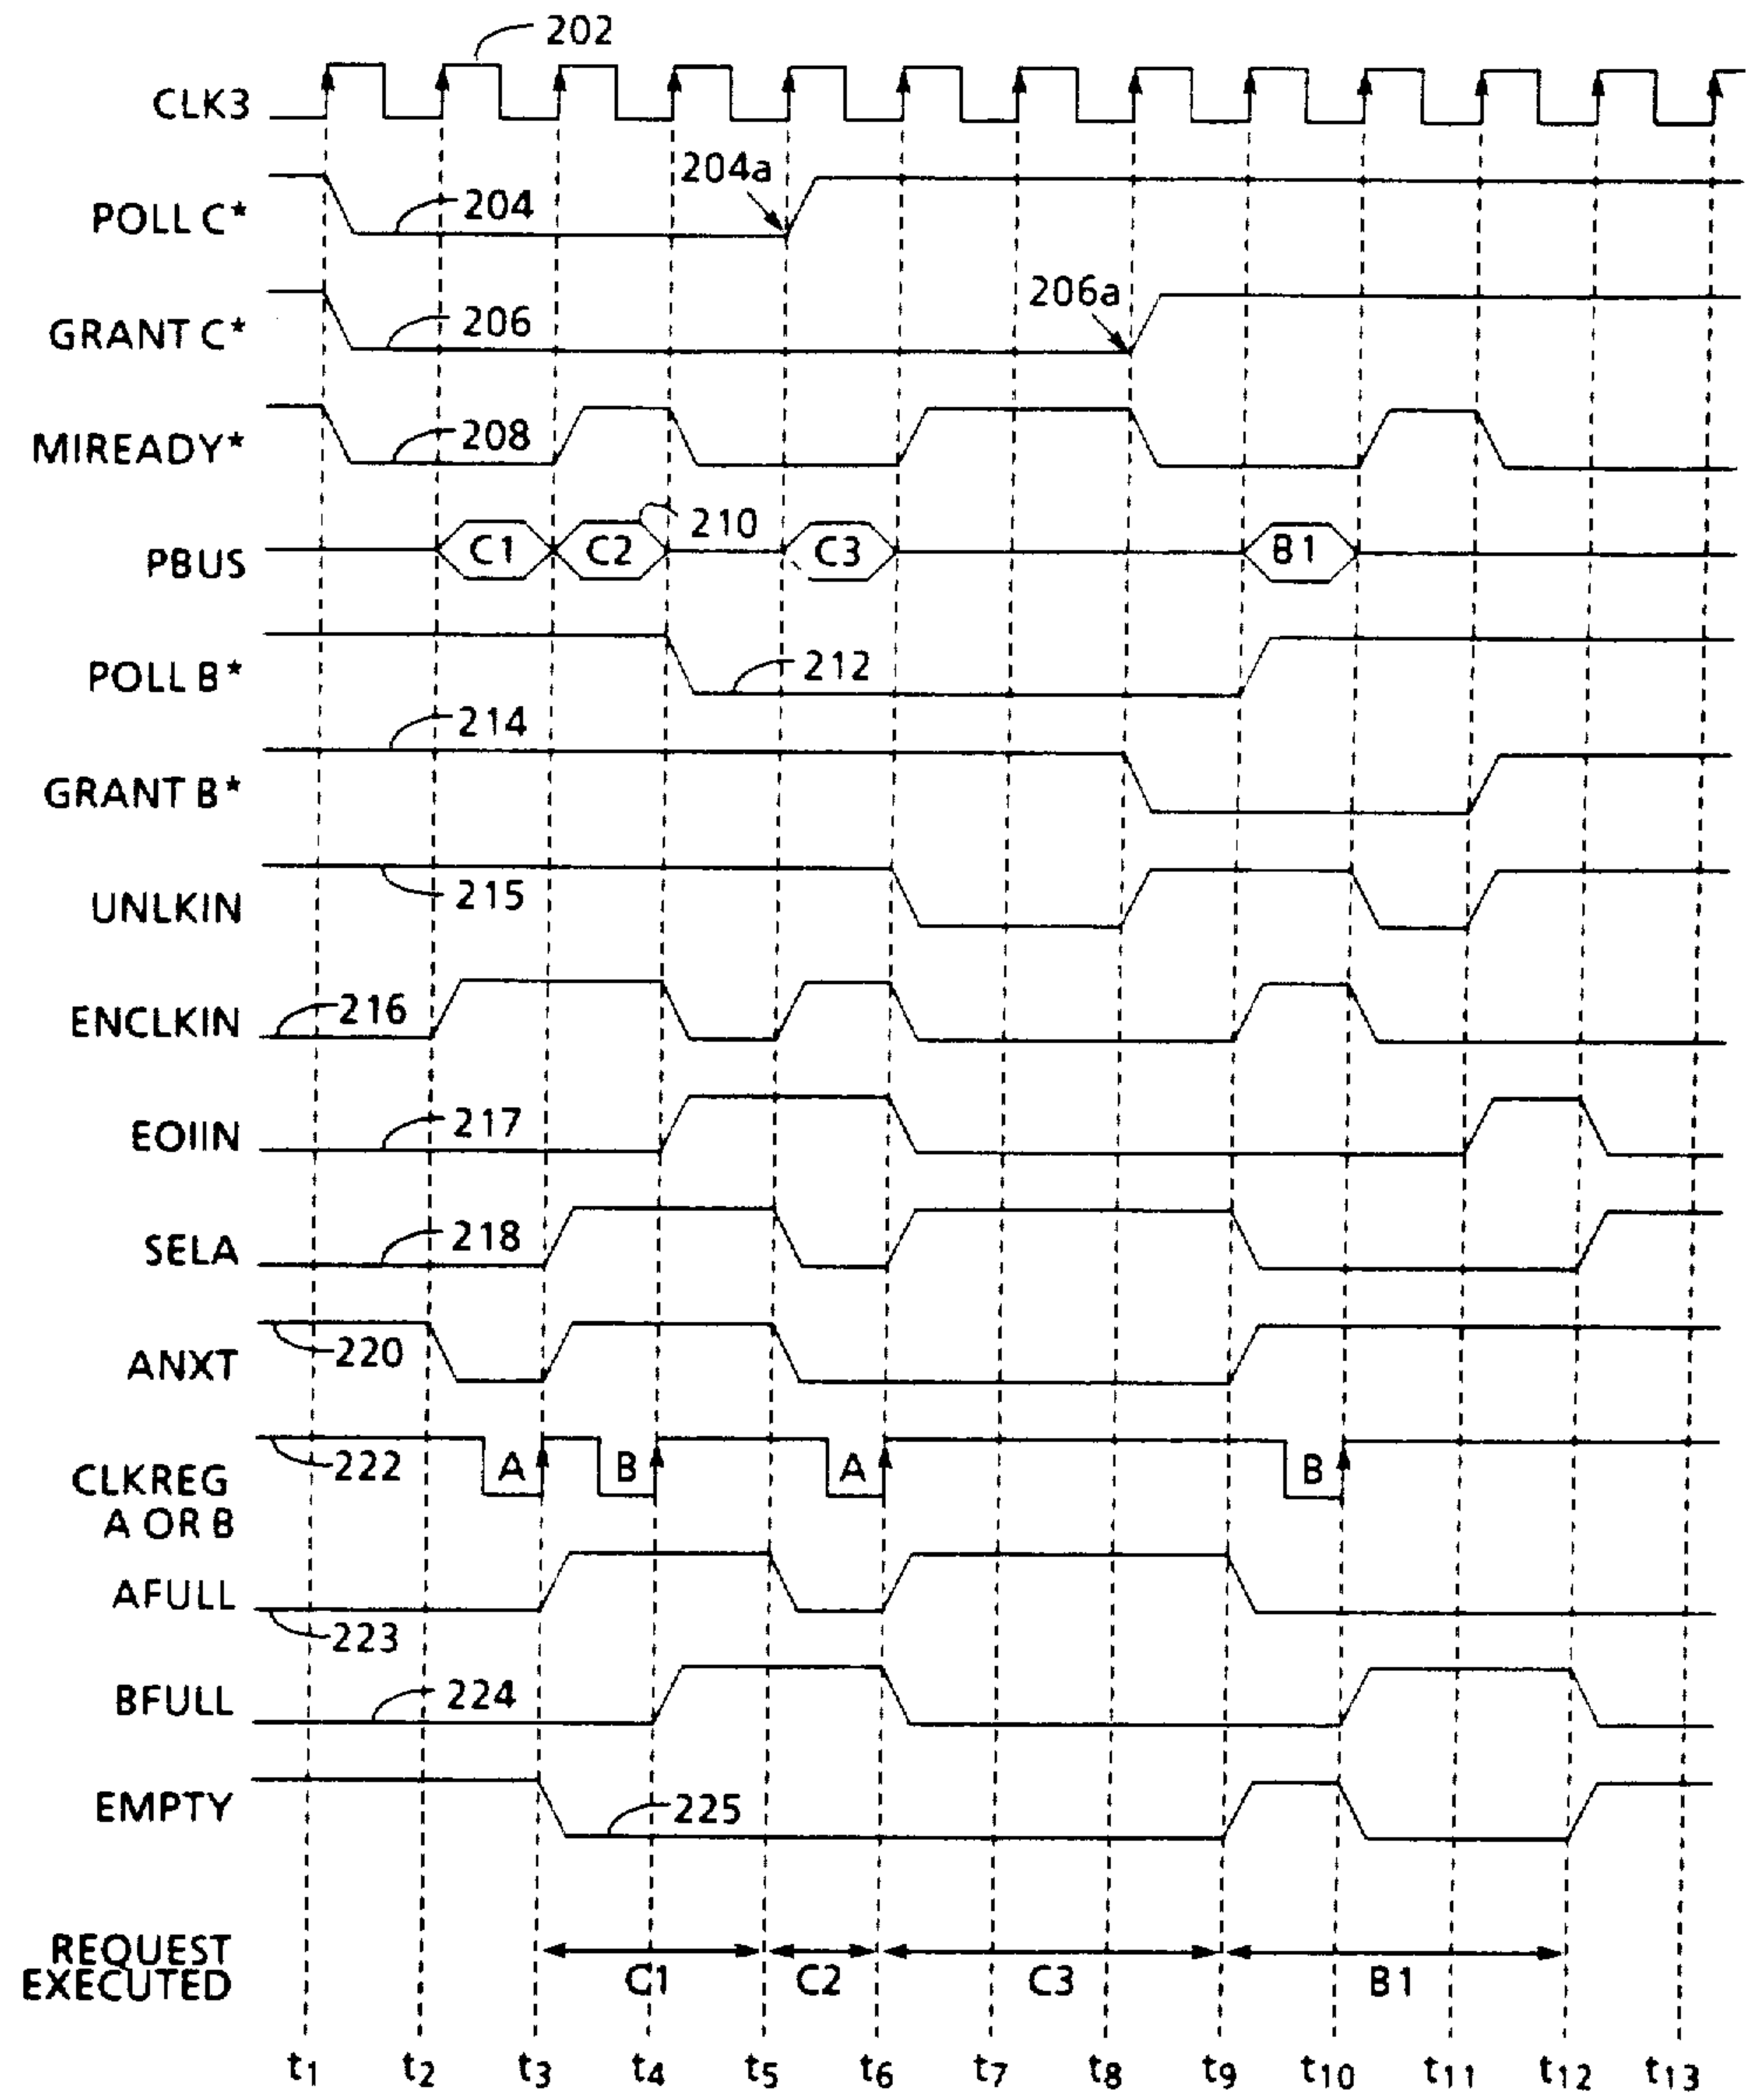 202
CLK3
204a
POLL C*
204
206a
GRANT C*
206
MIREADY*
208
PBUS
C1
C2
210
C3
B1
POLL B*
212
214
GRANT B*
UNLKIN
215
ENCLKIN
216
EOIIN
217
SELA
218
ANXT
220
CLKREG
A OR B
222
A
B
A
B
AFULL
223
BFULL
224
EMPTY
225
REQUEST
EXECUTED
C1
C2
C3
B1
t1 t2 t3 t4 t5 t6 t7 t8 t9 t10 t11 t12 t13